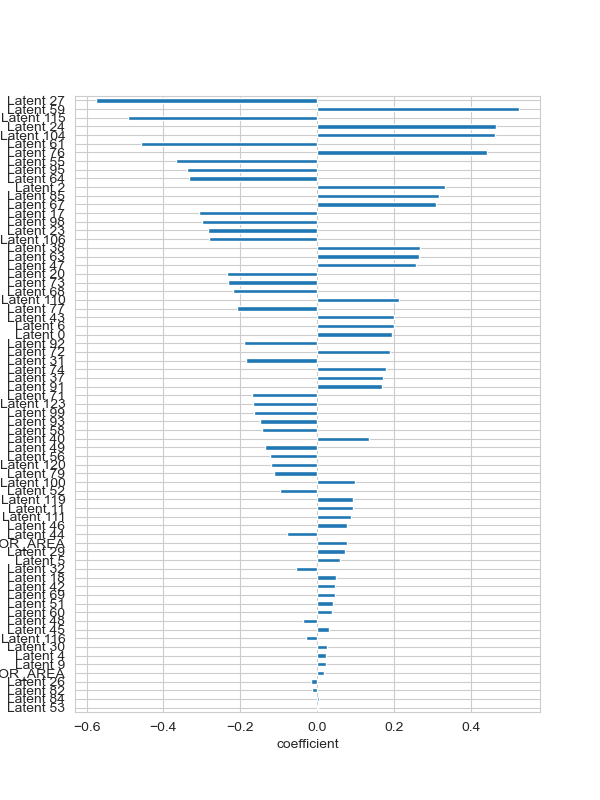 Latent 27
Latent 59
Latent 115
Latent 24
Latent 104
Latent 61
Latent 76
Latent 55
Latent 95
Latent 64
Latent 2
Latent 85
Latent 67
Latent 17
Latent 98
Latent 23
Latent 106
Latent 38
Latent 63
Latent 47
Latent 20
Latent 73
Latent 68
Latent 110
Latent 77
Latent 43
Latent 6
Latent 0
Latent 92
Latent 72
Latent 31
Latent 74
Latent 37
Latent 91
Latent 71
Latent 123
Latent 99
Latent 93
Latent 58
Latent 40
Latent 49
Latent 56
Latent 120
Latent 79
Latent 100
Latent 52
Latent 119
Latent 11
Latent 111
Latent 46
Latent 44
OR_AREA
Latent 29
Latent 5
Latent 32
Latent 18
Latent 42
Latent 69
Latent 51
Latent 60
Latent 48
Latent 45
Latent 116
Latent 30
Latent 4
Latent 9
OR_AREA
Latent 26
Latent 82
Latent 84
Latent 53
−0.6 −0.4 −0.2 0.0 0.2 0.4
coefficient